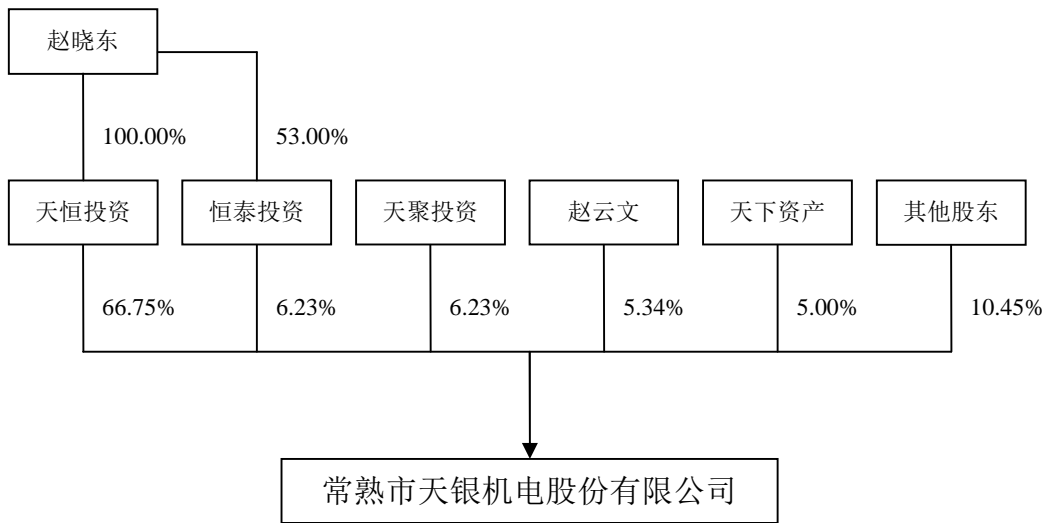 赵晓东
100.00%
53.00%
天恒投资
恒泰投资
天聚投资
赵云文
天下资产
其他股东
66.75%
6.23%
6.23%
5.34%
5.00%
10.45%
常熟市天银机电股份有限公司